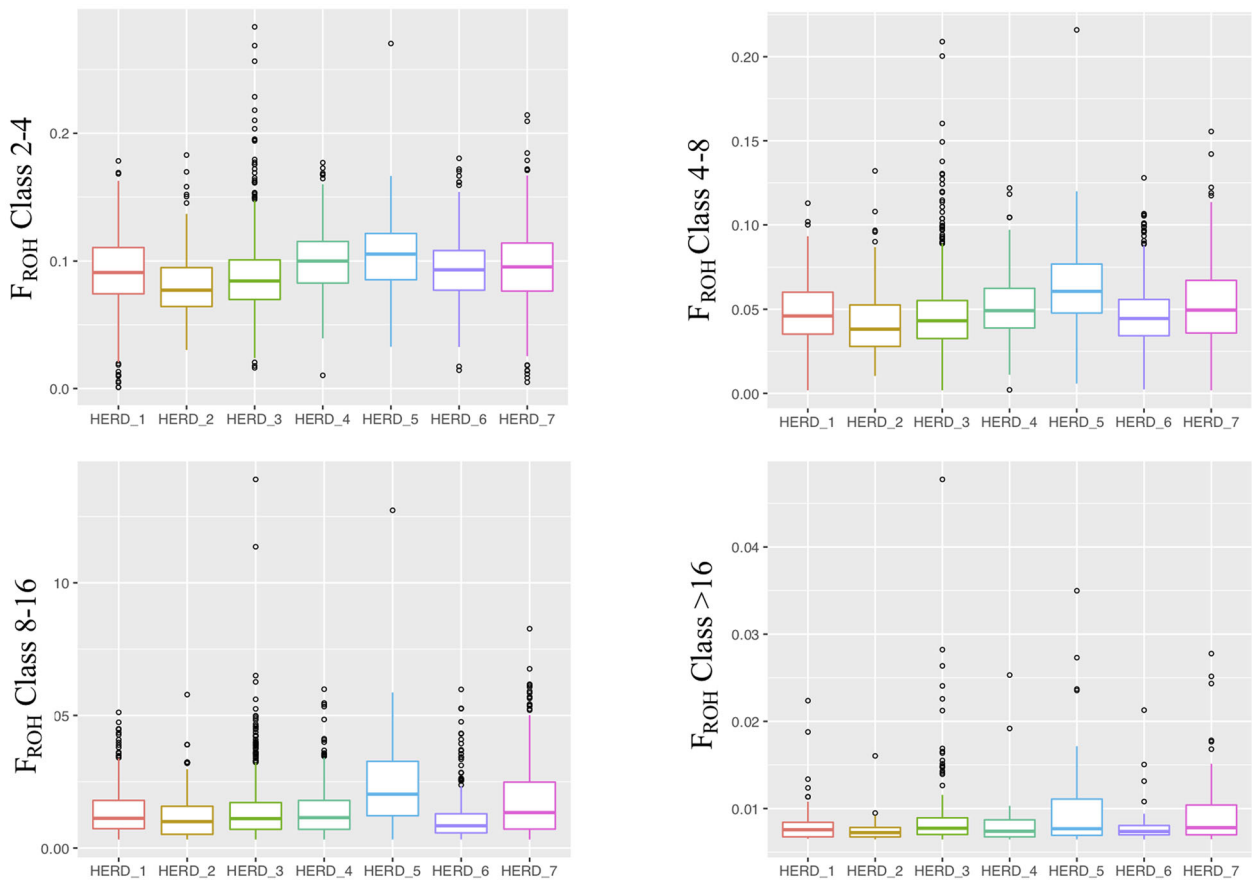 F_ROH Class 2-4
0.2
0.1
0.0
HERD_1 HERD_2 HERD_3 HERD_4 HERD_5 HERD_6 HERD_7
F_ROH Class 4-8
0.20
0.15
0.10
0.05
0.00
HERD_1 HERD_2 HERD_3 HERD_4 HERD_5 HERD_6 HERD_7
F_ROH Class 8-16
10
05
0.00
HERD_1 HERD_2 HERD_3 HERD_4 HERD_5 HERD_6 HERD_7
F_ROH Class >16
0.04
0.03
0.02
0.01
HERD_1 HERD_2 HERD_3 HERD_4 HERD_5 HERD_6 HERD_7